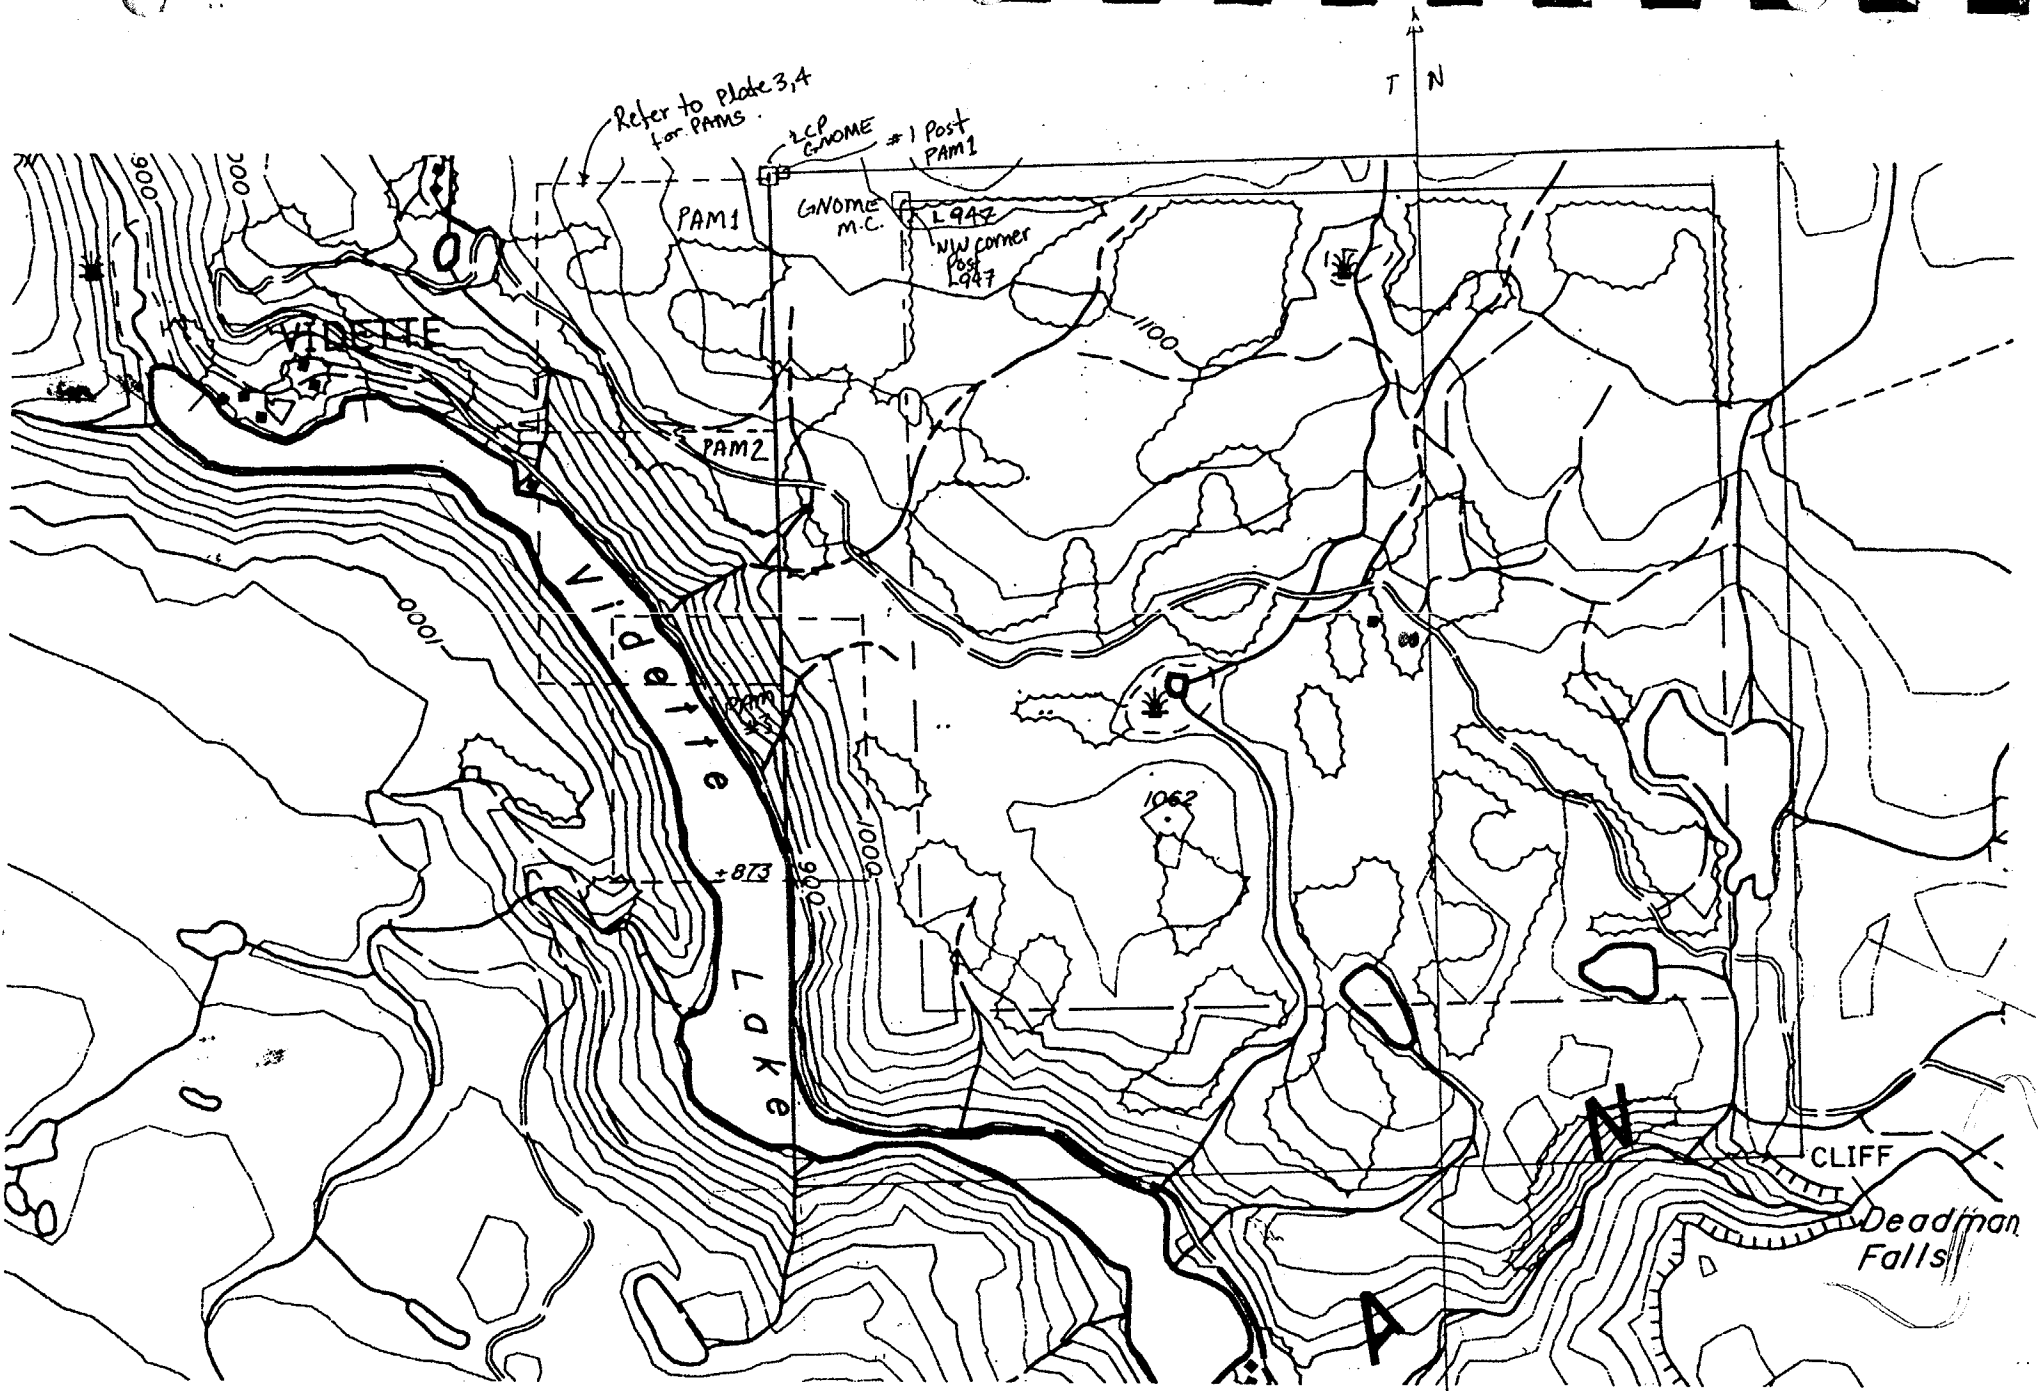 Refer to Plate 3,4
for PAMS.
LCP
GNOME
#1 Post
PAM1
T N
900
PAM1
GNOME
M.C.
L947
NW corner
Post
L947
VIDETTE
1100
PAM2
1000
Vidette Lake
PAM
#3
1062
1000
+873
900
N
CLIFF
Deadman
Falls
A